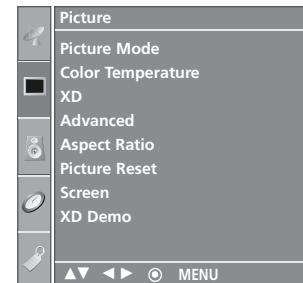 Picture
Picture Mode
Color Temperature
XD
Advanced
Aspect Ratio
Picture Reset
Screen
XD Demo
▲▼ ◄► ⦿ MENU